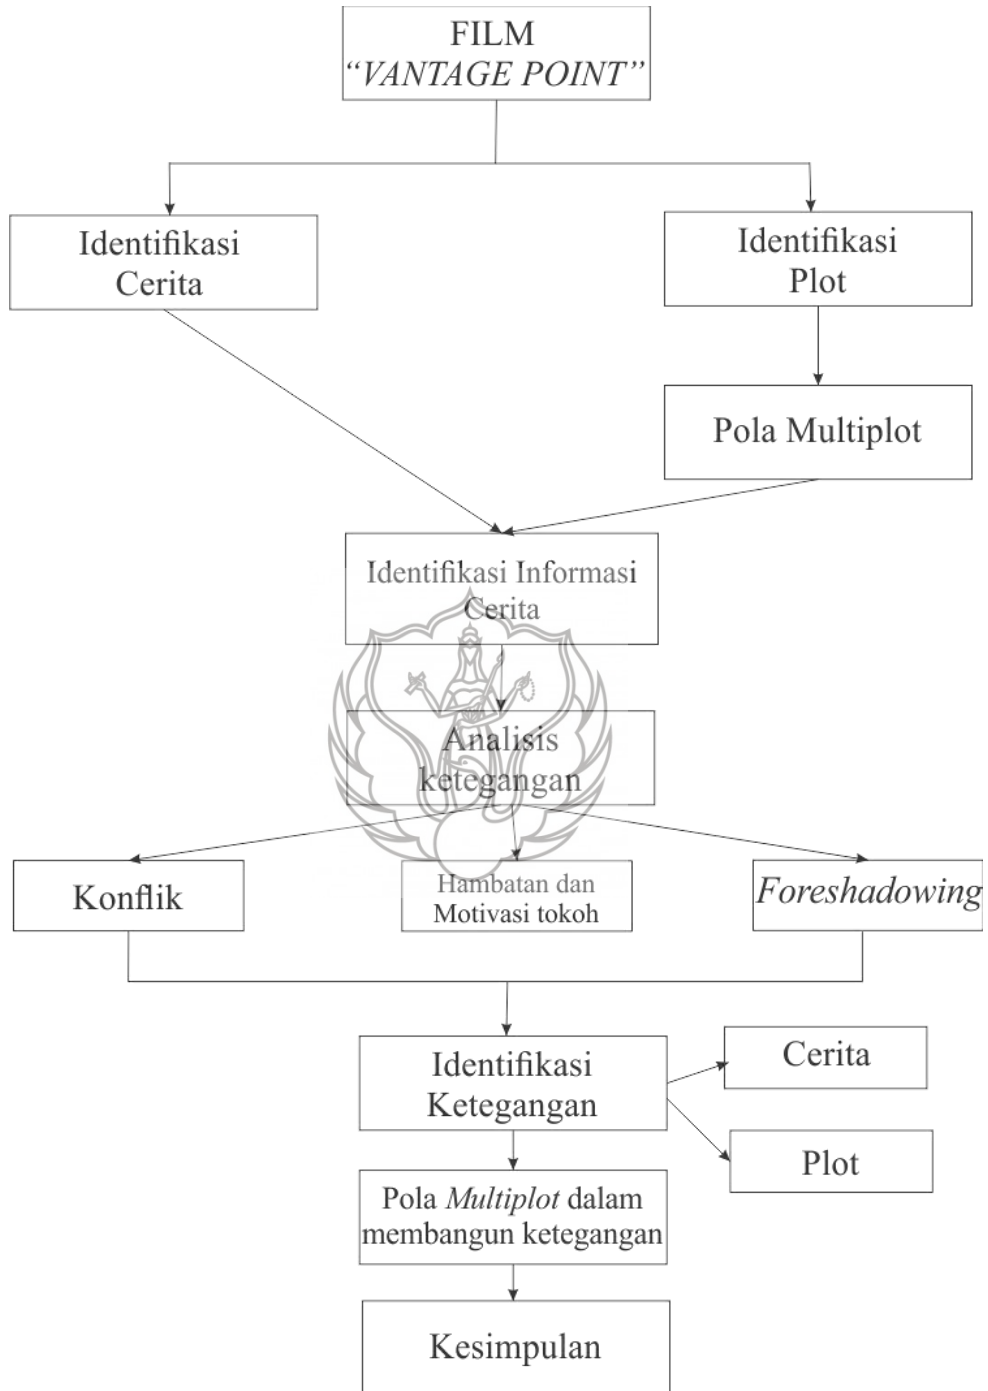 FILM
“VANTAGE POINT”
Identifikasi
Cerita
Identifikasi
Plot
Pola Multiplot
Identifikasi Informasi
Cerita
Analisis
ketegangan
Konflik
Hambatan dan
Motivasi tokoh
Foreshadowing
Identifikasi
Ketegangan
Cerita
Plot
Pola Multiplot dalam
membangun ketegangan
Kesimpulan